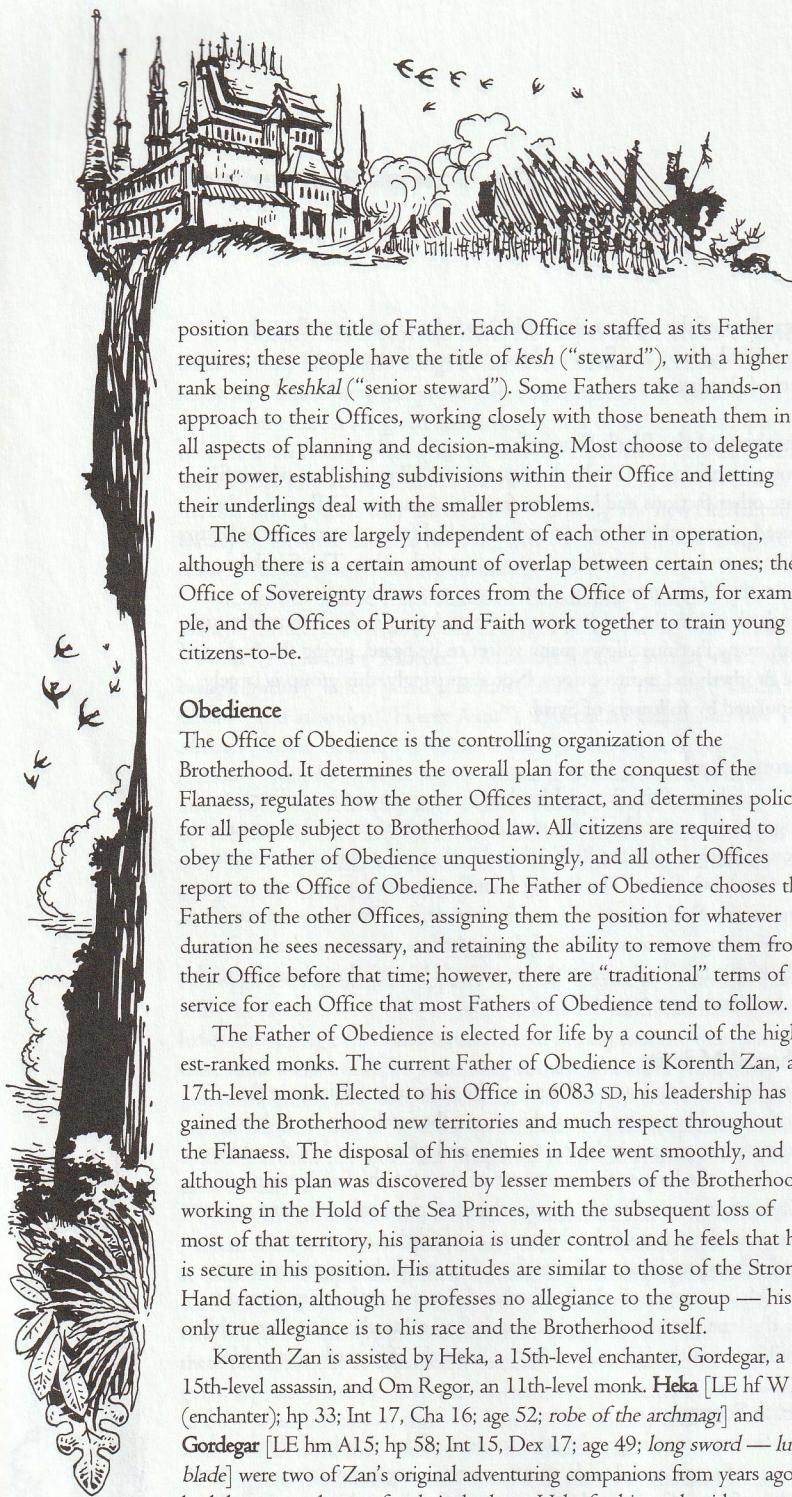 position bears the title of Father. Each Office is staffed as its Father
requires; these people have the title of kesh (“steward”), with a higher
rank being keshkal (“senior steward”). Some Fathers take a hands-on
approach to their Offices, working closely with those beneath them in
all aspects of planning and decision-making. Most choose to delegate
their power, establishing subdivisions within their Office and letting
their underlings deal with the smaller problems.
The Offices are largely independent of each other in operation,
although there is a certain amount of overlap between certain ones; the
Office of Sovereignty draws forces from the Office of Arms, for exam
ple, and the Offices of Purity and Faith work together to train young
citizens-to-be.
Obedience
The Office of Obedience is the controlling organization of the
Brotherhood. It determines the overall plan for the conquest of the
Flanaess, regulates how the other Offices interact, and determines polic
for all people subject to Brotherhood law. All citizens are required to
obey the Father of Obedience unquestioningly, and all other Offices
report to the Office of Obedience. The Father of Obedience chooses th
Fathers of the other Offices, assigning them the position for whatever
duration he sees necessary, and retaining the ability to remove them fro
their Office before that time; however, there are “traditional” terms of
service for each Office that most Fathers of Obedience tend to follow.
The Father of Obedience is elected for life by a council of the high
est-ranked monks. The current Father of Obedience is Korenth Zan, a
17th-level monk. Elected to his Office in 6083 SD, his leadership has
gained the Brotherhood new territories and much respect throughout
the Flanaess. The disposal of his enemies in Idee went smoothly, and
although his plan was discovered by lesser members of the Brotherhoo
working in the Hold of the Sea Princes, with the subsequent loss of
most of that territory, his paranoia is under control and he feels that h
is secure in his position. His attitudes are similar to those of the Stron
Hand faction, although he professes no allegiance to the group — his
only true allegiance is to his race and the Brotherhood itself.
Korenth Zan is assisted by Heka, a 15th-level enchanter, Gordegar, a
15th-level assassin, and Om Regor, an 11th-level monk. Heka [LE hf W
(enchanter); hp 33; Int 17, Cha 16; age 52; robe of the archmagi] and
Gordegar [LE hm A15; hp 58; Int 15, Dex 17; age 49; long sword — lu
blade] were two of Zan's original adventuring companions from years ago